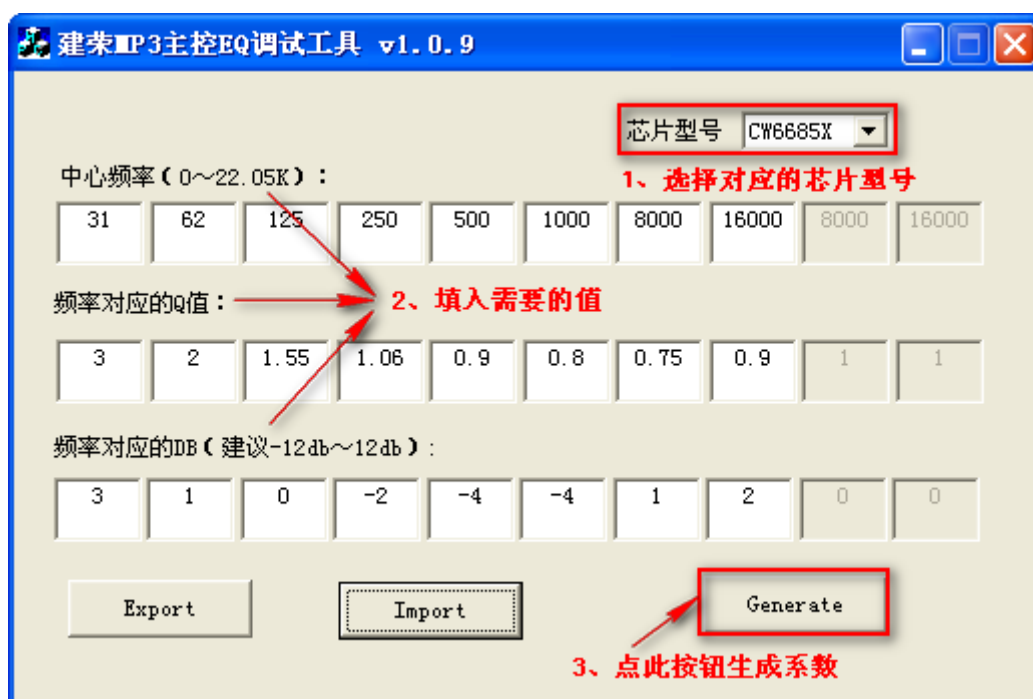 建荣MP3主控EQ调试工具 v1.0.9
芯片型号 CW6685X
1、选择对应的芯片型号
中心频率(0～22.05K):
31 62 125 250 500 1000 8000 16000 8000 16000
频率对应的Q值:
2、填入需要的值
3 2 1.55 1.06 0.9 0.8 0.75 0.9 1 1
频率对应的DB(建议-12db～12db):
3 1 0 -2 -4 -4 1 2 0 0
Export Import Generate
3、点此按钮生成系数